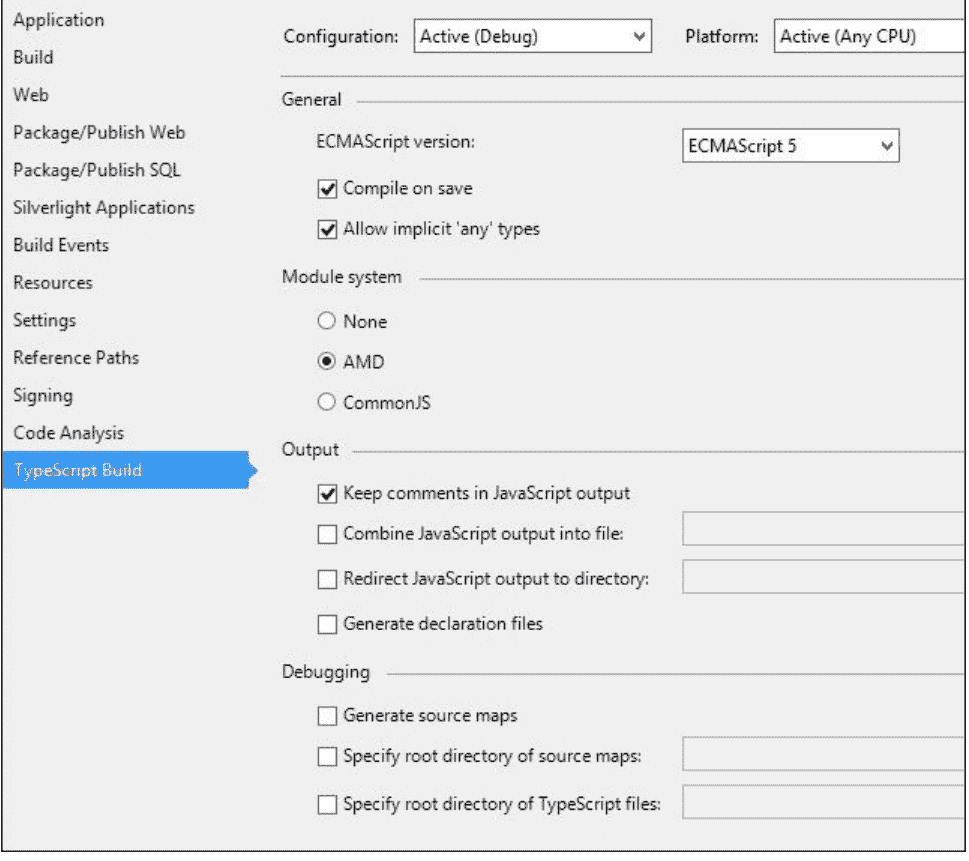 Application
Build
Web
Package/Publish Web
Package/Publish SQL
Silverlight Applications
Build Events
Resources
Settings
Reference Paths
Signing
Code Analysis
TypeScript Build
Configuration: Active (Debug) Platform: Active (Any CPU)
General
ECMAScript version: ECMAScript 5
Compile on save
Allow implicit 'any' types
Module system
None
AMD
CommonJS
Output
Keep comments in JavaScript output
Combine JavaScript output into file:
Redirect JavaScript output to directory:
Generate declaration files
Debugging
Generate source maps
Specify root directory of source maps:
Specify root directory of TypeScript files: